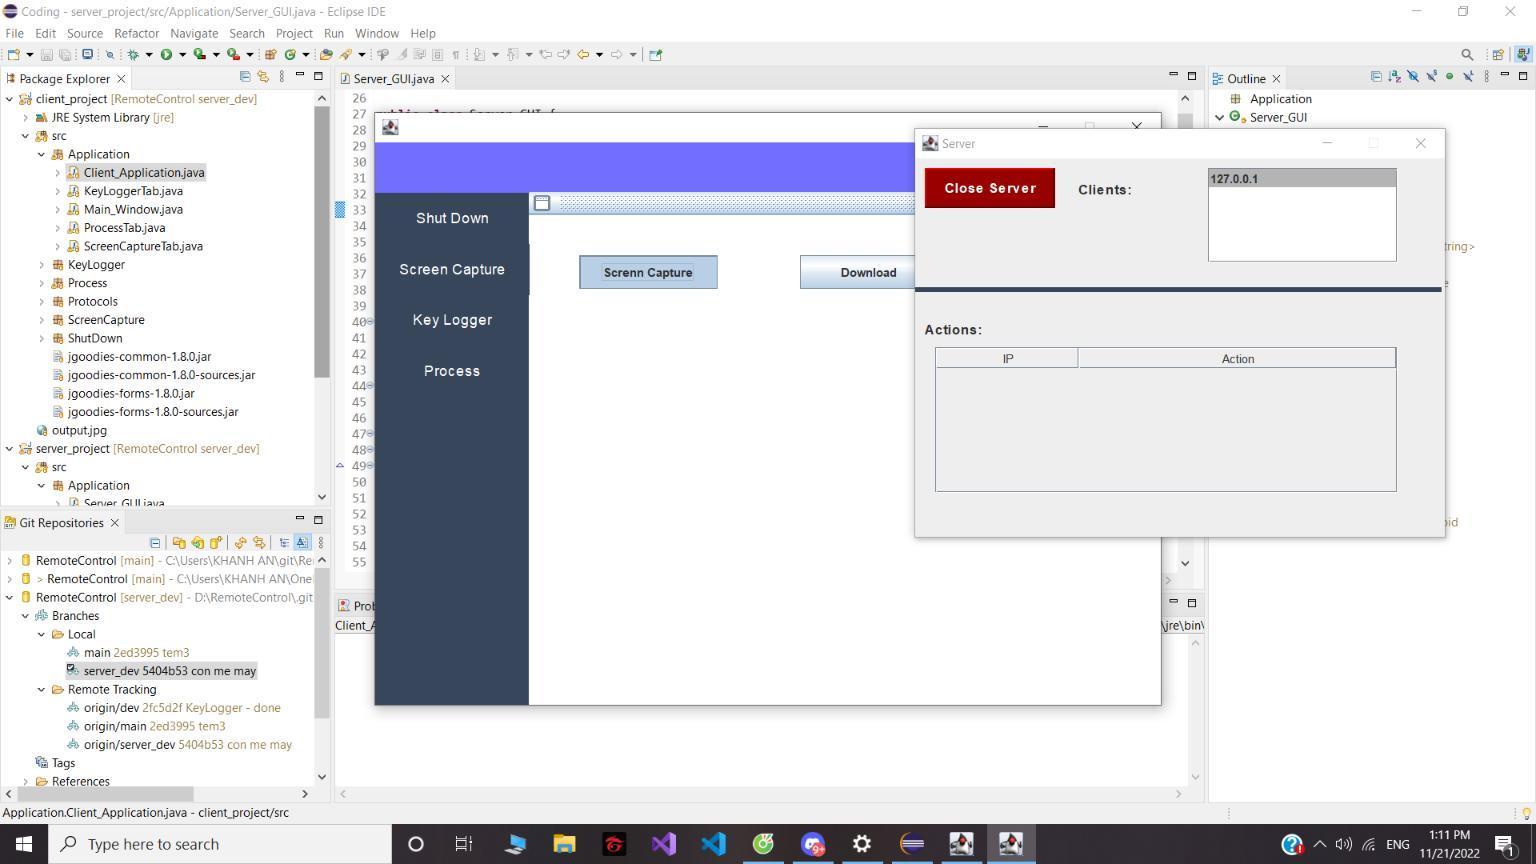 Coding - server_project/src/Application/Server_GUI.java - Eclipse IDE
File Edit Source Refactor Navigate Search Project Run Window Help
Package Explorer
client_project [RemoteControl server_dev]
JRE System Library [jre]
src
Application
Client_Application.java
KeyLoggerTab.java
Main_Window.java
ProcessTab.java
ScreenCaptureTab.java
KeyLogger
Process
Protocols
ScreenCapture
ShutDown
jgoodies-common-1.8.0.jar
jgoodies-common-1.8.0-sources.jar
jgoodies-forms-1.8.0.jar
jgoodies-forms-1.8.0-sources.jar
output.jpg
server_project [RemoteControl server_dev]
src
Application
Server_GUI.java
Git Repositories
RemoteControl [main] - C:\Users\KHANH AN\git\Re
> RemoteControl [main] - C:\Users\KHANH AN\One
RemoteControl [server_dev] - D:\RemoteControl\.git
Branches
Local
main 2ed3995 tem3
server_dev 5404b53 con me may
Remote Tracking
origin/dev 2fc5d2f KeyLogger - done
origin/main 2ed3995 tem3
origin/server_dev 5404b53 con me may
Tags
References
Server_GUI.java
26
27
28
29
30
31
32
33
34
35
36
37
38
39
40
41
42
43
44
45
46
47
48
49
50
51
52
53
54
55
Shut Down
Screen Capture
Key Logger
Process
Screnn Capture
Download
Server
Close Server
Clients:
127.0.0.1
Actions:
IP Action
Prob
Client_A
\jre\bin\
Outline
Application
Server_GUI
tring>
e
oid
Application.Client_Application.java - client_project/src
Type here to search
9+
ENG
1:11 PM
11/21/2022
1